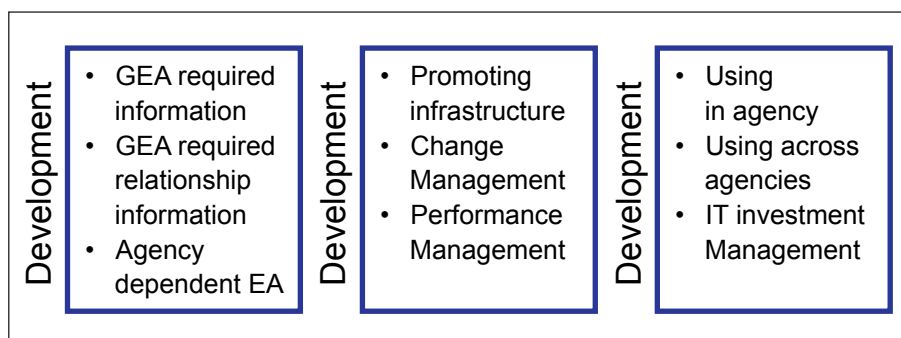 Development
• GEA required
information
• GEA required
relationship
information
• Agency
dependent EA
Development
• Promoting
infrastructure
• Change
Management
• Performance
Management
Development
• Using
in agency
• Using across
agencies
• IT investment
Management